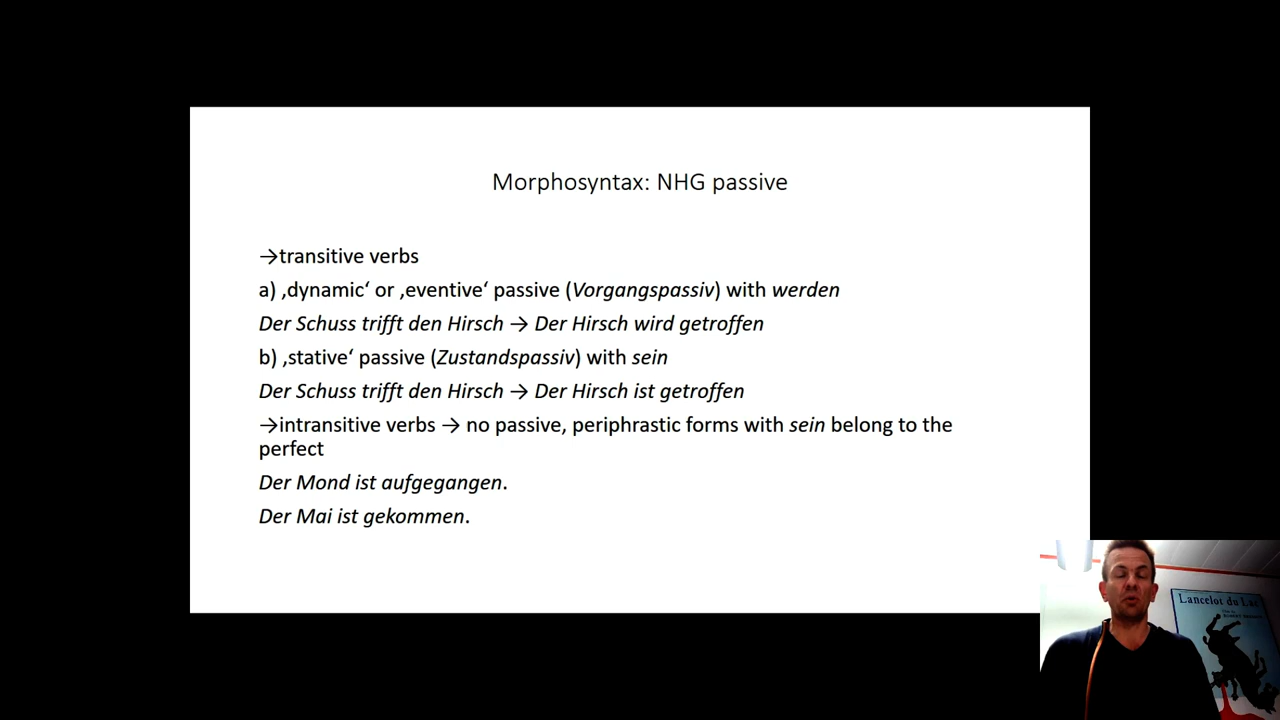 Morphosyntax: NHG passive
→transitive verbs
a) ‚dynamic‘ or ‚eventive‘ passive (Vorgangspassiv) with werden
Der Schuss trifft den Hirsch → Der Hirsch wird getroffen
b) ‚stative‘ passive (Zustandspassiv) with sein
Der Schuss trifft den Hirsch → Der Hirsch ist getroffen
→intransitive verbs → no passive, periphrastic forms with sein belong to the
perfect
Der Mond ist aufgegangen.
Der Mai ist gekommen.
Lancelot du Lac